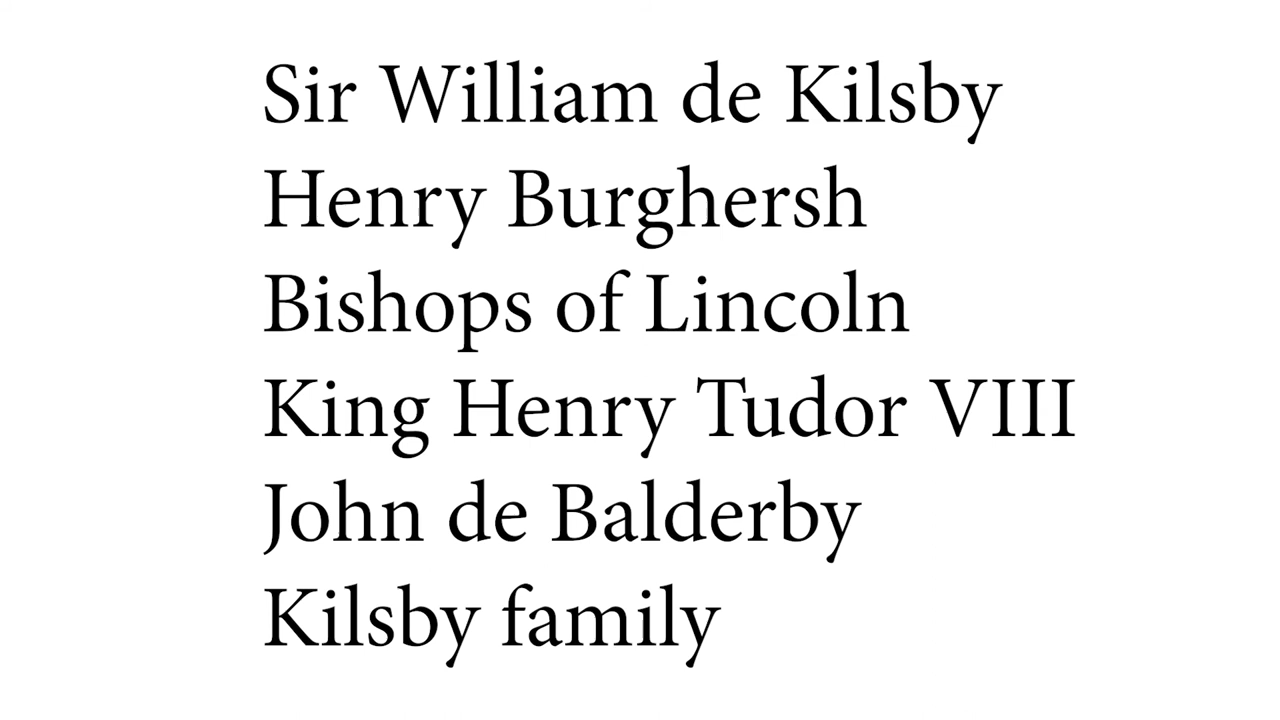 Sir William de Kilsby
Henry Burghersh
Bishops of Lincoln
King Henry Tudor VIII
John de Balderby
Kilsby family